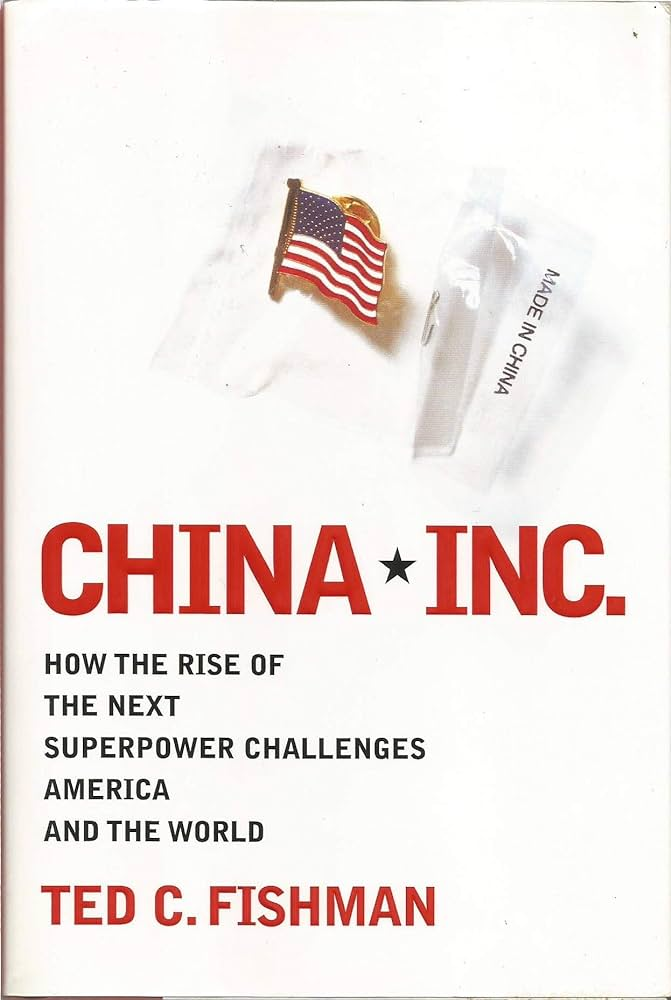 MADE IN CHINA
CHINA ★ INC.
HOW THE RISE OF
THE NEXT
SUPERPOWER CHALLENGES
AMERICA
AND THE WORLD
TED C. FISHMAN